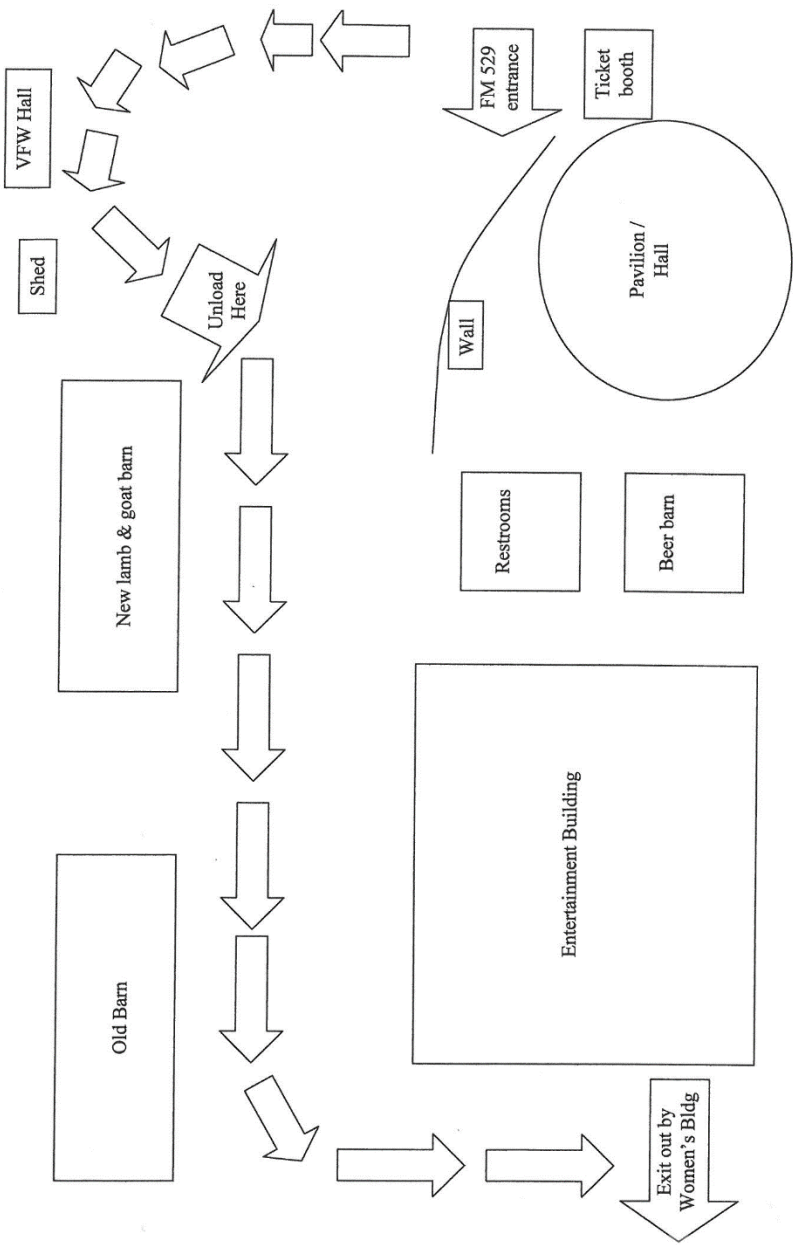 Old Barn
New lamb & goat barn
Shed
VFW Hall
Unload
Here
Wall
FM 529
entrance
Restrooms
Entertainment Building
Ticket
booth
Pavilion /
Hall
Beer barn
Exit out by
Women's Bldg